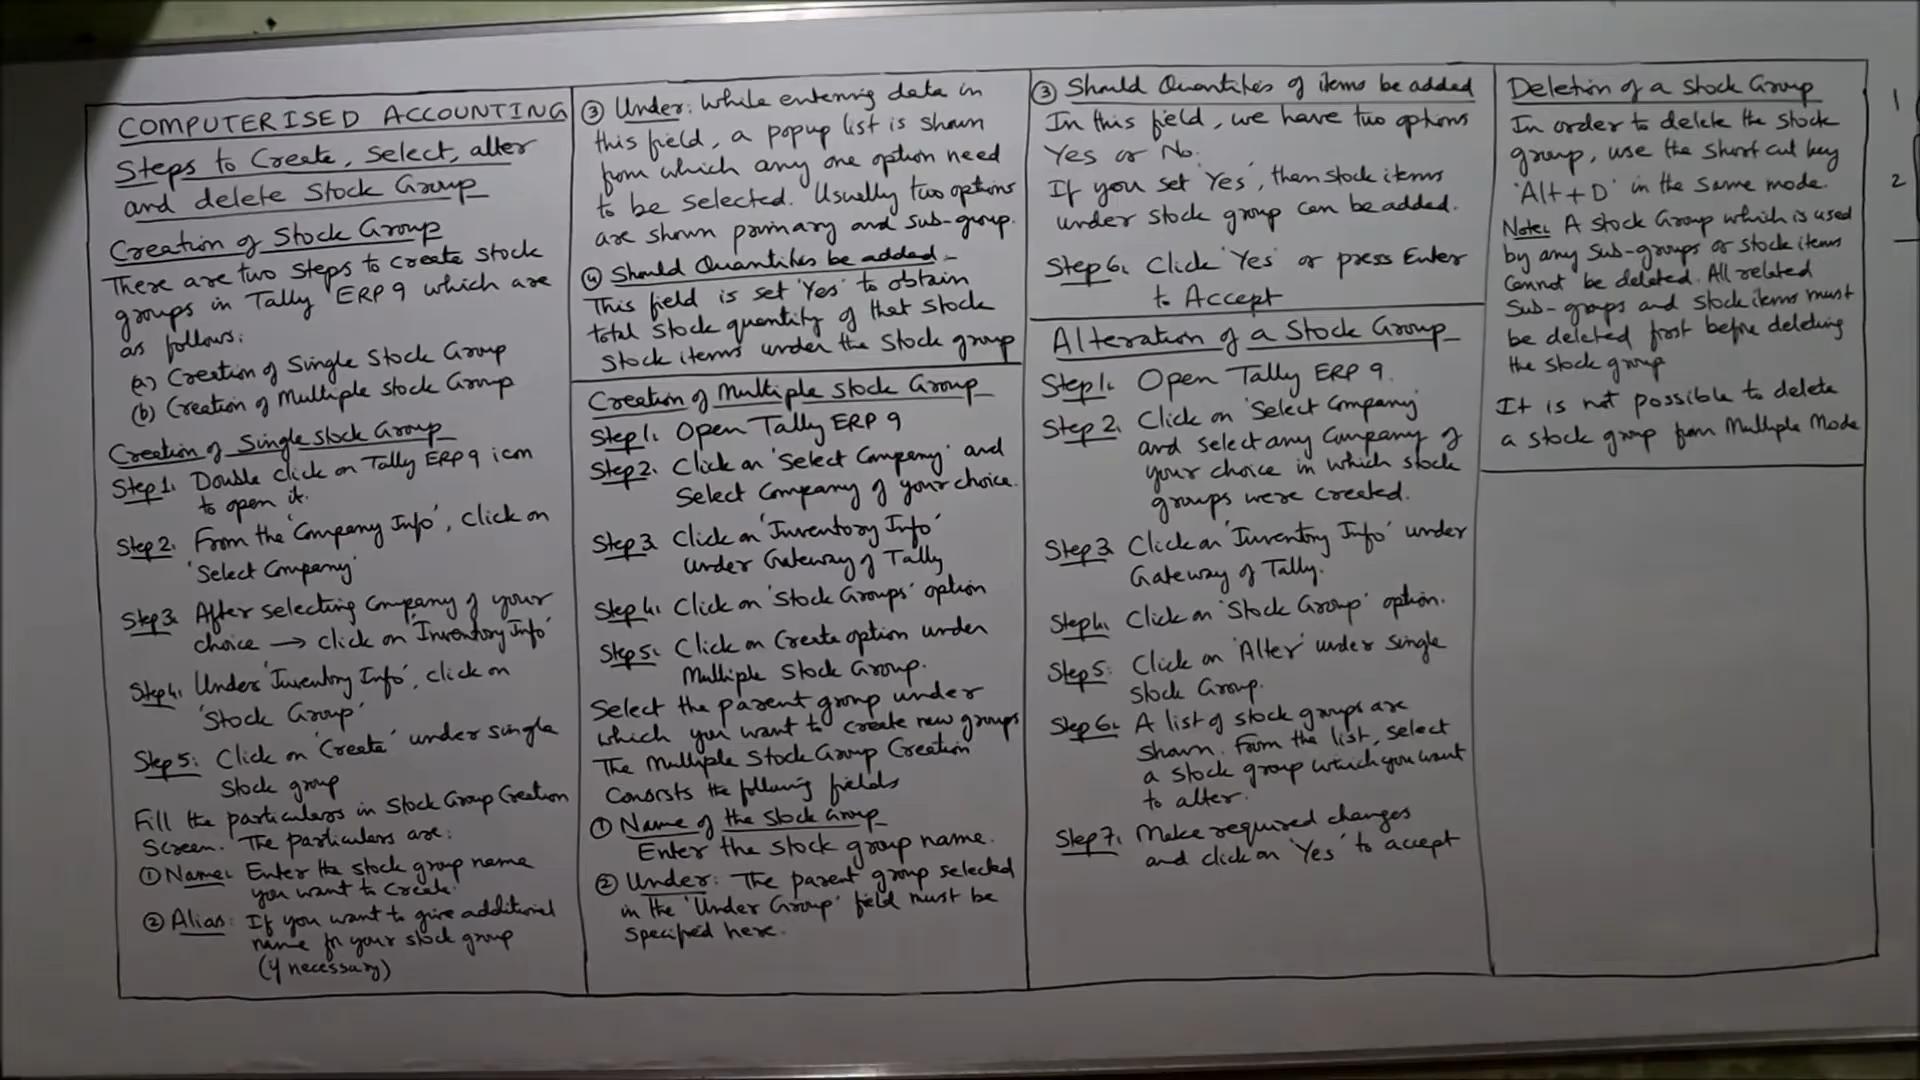 COMPUTERISED ACCOUNTING
Steps to Create, Select, alter
and delete Stock Group
Creation of Stock Group
There are two steps to create stock
groups in Tally ERP 9 which are
as follows:
(a) Creation of Single Stock Group
(b) Creation of Multiple Stock Group
Creation of Single Stock Group
Step 1: Double click on Tally ERP 9 icon
to open it.
Step 2: From the 'Company Info', click on
'Select Company'
Step 3: After selecting Company of your
choice → click on 'Inventory Info'
Step 4: Under 'Inventory Info', click on
'Stock Group'
Step 5: Click on 'Create' under single
Stock group
Fill the particulars in Stock Group Creation
Screen. The particulars are:
① Name: Enter the stock group name
you want to create.
② Alias: If you want to give additional
name for your stock group
(if necessary)
③ Under: While entering data in
this field, a popup list is shown
from which any one option need
to be selected. Usually two options
are shown primary and sub-group.
④ Should Quantities be added -
This field is set 'Yes' to obtain
total stock quantity of that stock
stock items under the stock group
Creation of Multiple Stock Group
Step 1: Open Tally ERP 9
Step 2: Click on 'Select Company' and
Select Company of your choice.
Step 3 Click on 'Inventory Info'
under Gateway of Tally
Step 4: Click on 'Stock Groups' option
Step 5: Click on Create option under
Multiple Stock Group.
Select the parent group under
which you want to create new groups
The Multiple Stock Group Creation
Consists the following fields
① Name of the Stock Group
Enter the stock group name.
② Under: The parent group selected
in the 'Under Group' field must be
specified here.
③ Should Quantities of items be added
In this field, we have two options
Yes or No.
If you set 'Yes', then stock items
under stock group can be added.
Step 6: Click 'Yes' or press Enter
to Accept
Alteration of a Stock Group
Step 1: Open Tally ERP 9.
Step 2: Click on 'Select Company'
and select any Company of
your choice in which stock
groups were created.
Step 3 Click on 'Inventory Info' under
Gateway of Tally.
Step 4: Click on 'Stock Group' option.
Step 5: Click on 'Alter' under single
Stock Group.
Step 6: A list of stock groups are
shown. From the list, select
a stock group which you want
to alter.
Step 7: Make required changes
and click on 'Yes' to accept
Deletion of a Stock Group
In order to delete the stock
group, use the short cut key
'Alt + D' in the same mode.
Note: A Stock Group which is used
by any Sub-groups or stock items
cannot be deleted. All related
Sub-groups and stock items must
be deleted first before deleting
the stock group
It is not possible to delete
a stock group from Multiple Mode
1
2